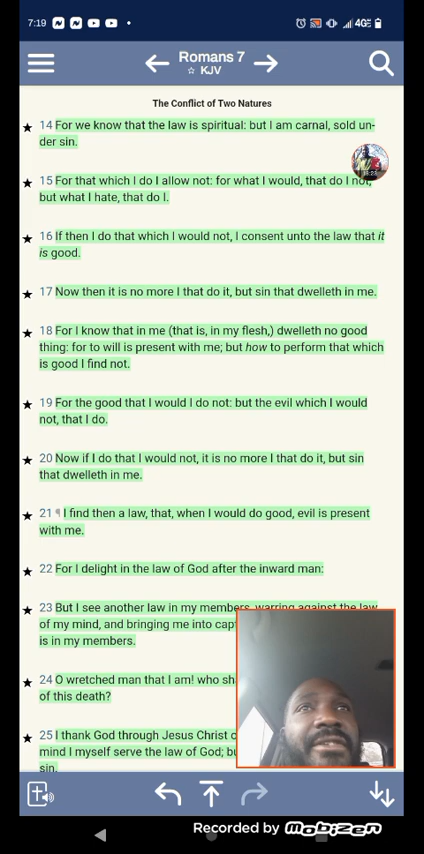 7:19
4G
Romans 7
☆ KJV
The Conflict of Two Natures
★ 14 For we know that the law is spiritual: but I am carnal, sold un-
der sin.
★ 15 For that which I do I allow not: for what I would, that do I not;
but what I hate, that do I.
★ 16 If then I do that which I would not, I consent unto the law that it
is good.
★ 17 Now then it is no more I that do it, but sin that dwelleth in me.
★ 18 For I know that in me (that is, in my flesh,) dwelleth no good
thing: for to will is present with me; but how to perform that which
is good I find not.
★ 19 For the good that I would I do not: but the evil which I would
not, that I do.
★ 20 Now if I do that I would not, it is no more I that do it, but sin
that dwelleth in me.
★ 21 ¶ I find then a law, that, when I would do good, evil is present
with me.
★ 22 For I delight in the law of God after the inward man:
★ 23 But I see another law in my members, warring against the law
of my mind, and bringing me into
is in my members.
★ 24 O wretched man that I am! who
of this death?
★ 25 I thank God through Jesus Christ
mind I myself serve the law of God;
sin.
Recorded by Mobizen